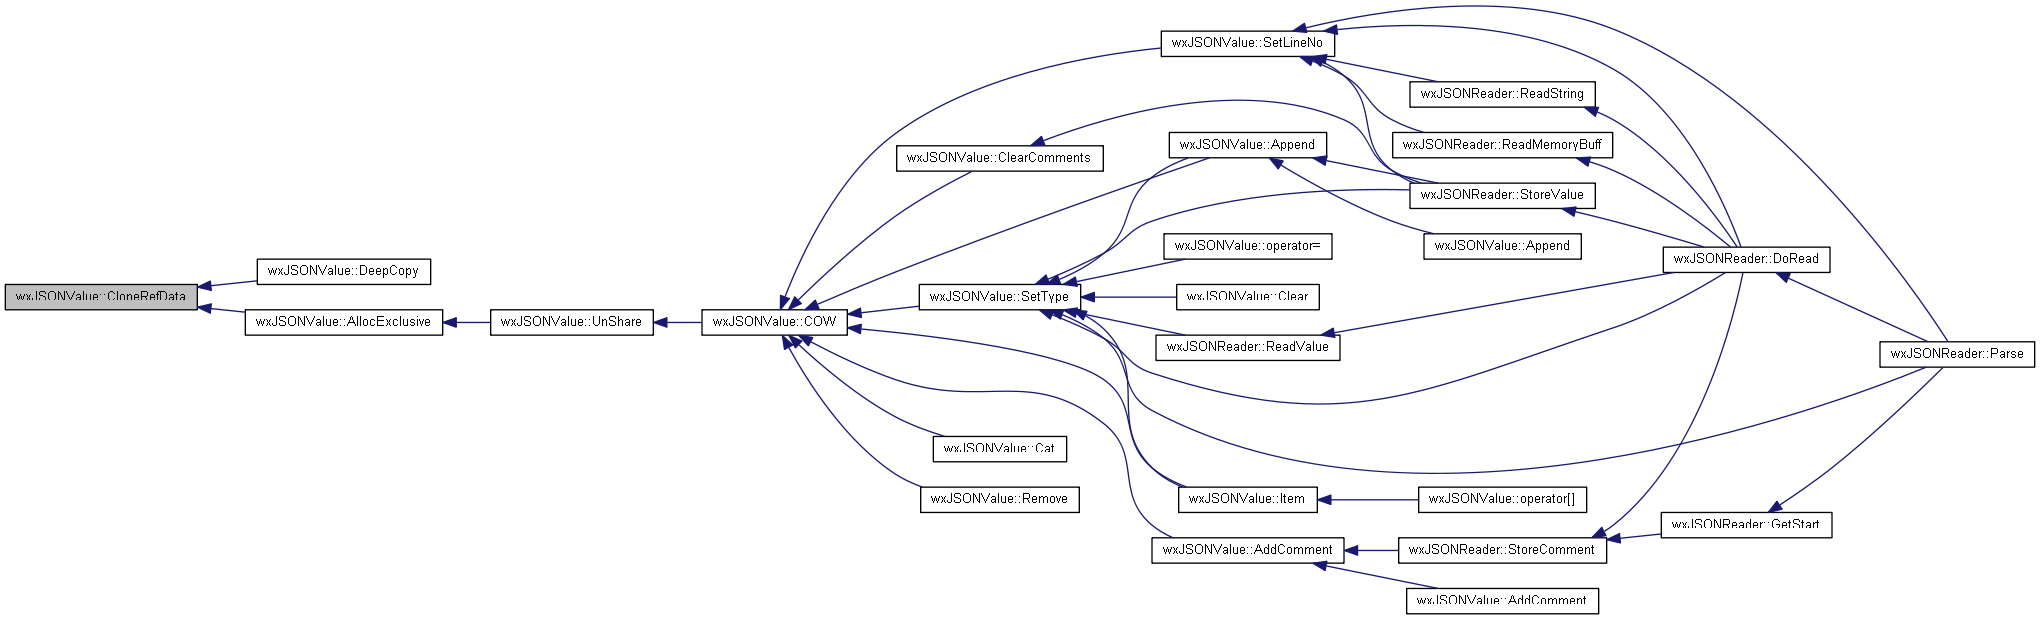 wxJSONValue::CloneRefData
wxJSONValue::DeepCopy
wxJSONValue::AllocExclusive
wxJSONValue::UnShare
wxJSONValue::COW
wxJSONValue::ClearComments
wxJSONValue::SetType
wxJSONValue::Cat
wxJSONValue::Remove
wxJSONValue::SetLineNo
wxJSONValue::Append
wxJSONValue::operator=
wxJSONValue::Clear
wxJSONReader::ReadValue
wxJSONValue::Item
wxJSONValue::AddComment
wxJSONReader::ReadString
wxJSONReader::ReadMemoryBuff
wxJSONReader::StoreValue
wxJSONValue::Append
wxJSONValue::operator[]
wxJSONReader::StoreComment
wxJSONValue::AddComment
wxJSONReader::DoRead
wxJSONReader::GetStart
wxJSONReader::Parse